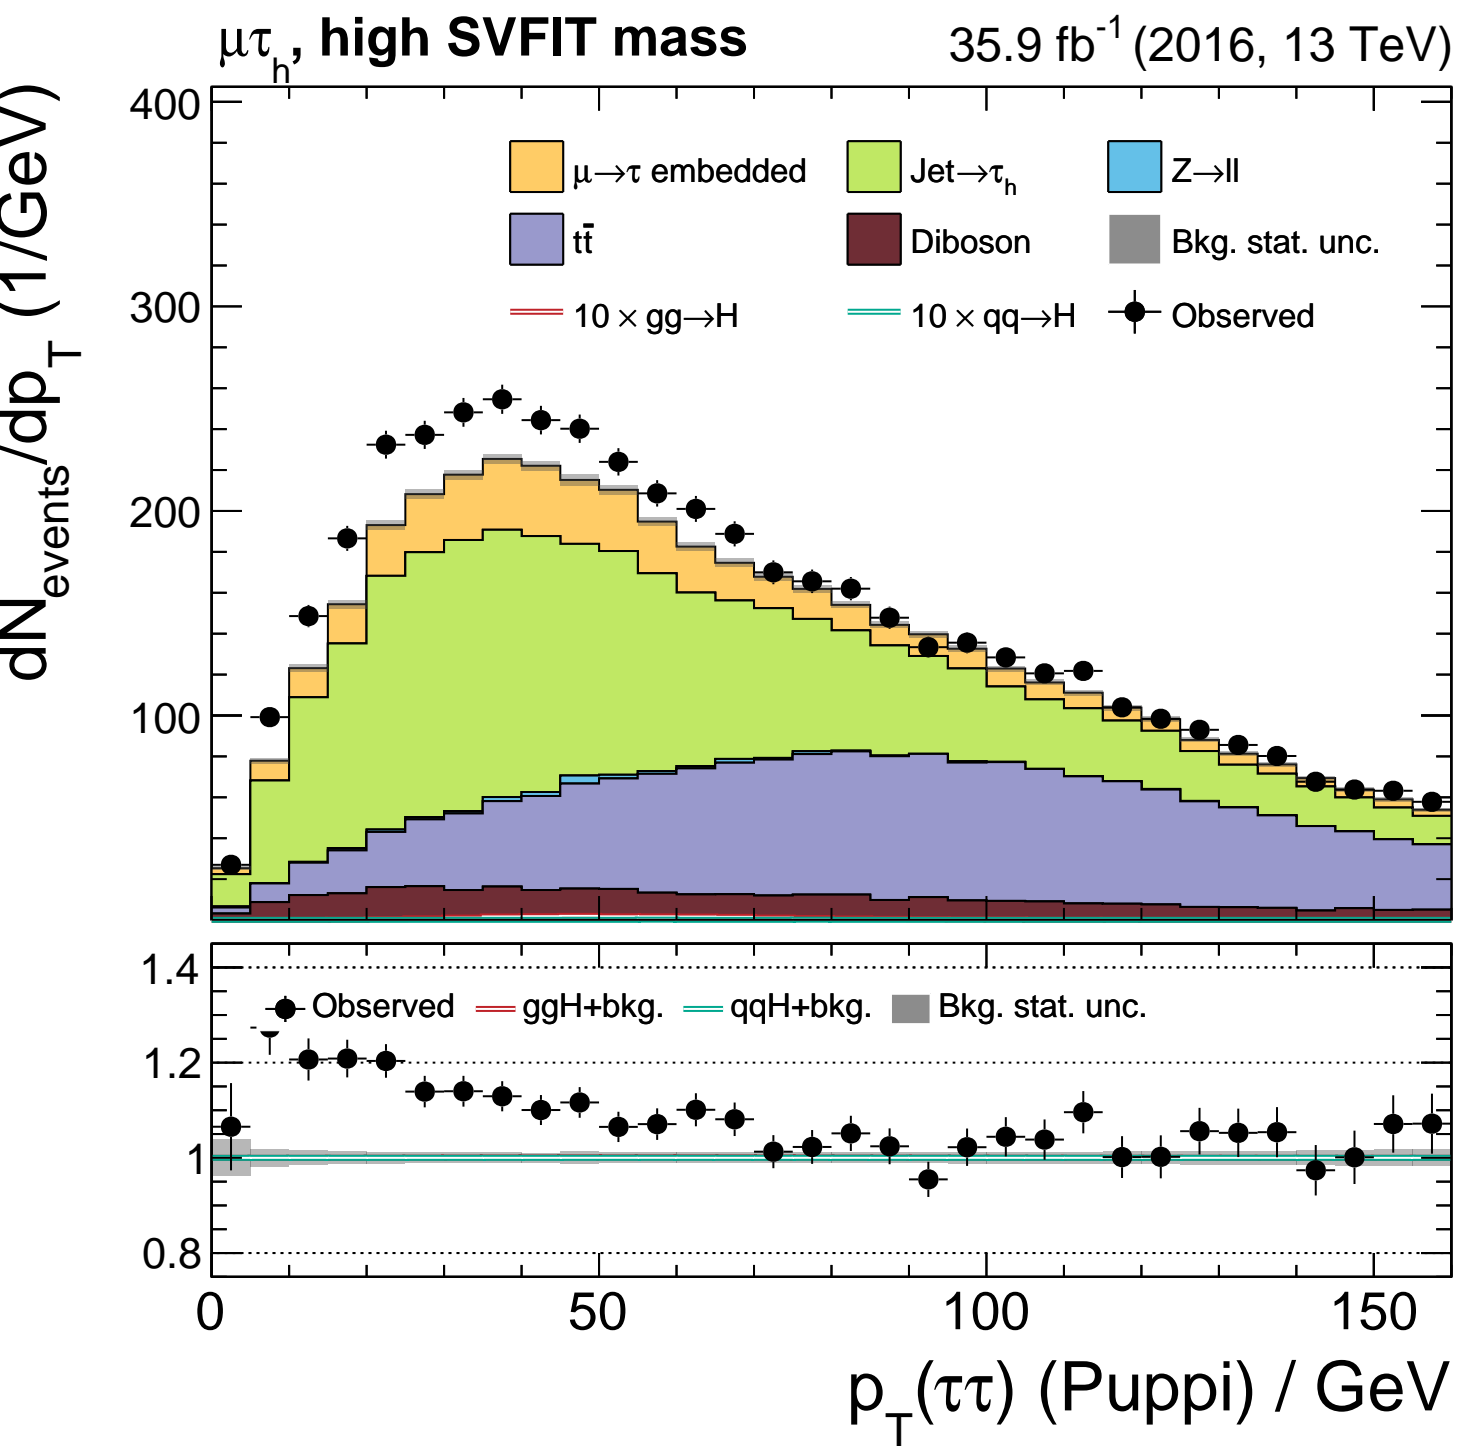 μτh, high SVFIT mass 35.9 fb-1 (2016, 13 TeV)
dNevents/dpT (1/GeV)
400
300
200
100
μ→τ embedded Jet→τh Z→ll
tt̄ Diboson Bkg. stat. unc.
10 × gg→H 10 × qq→H Observed
1.4
1.2
1
0.8
Observed ggH+bkg. qqH+bkg. Bkg. stat. unc.
0 50 100 150
pT(ττ) (Puppi) / GeV